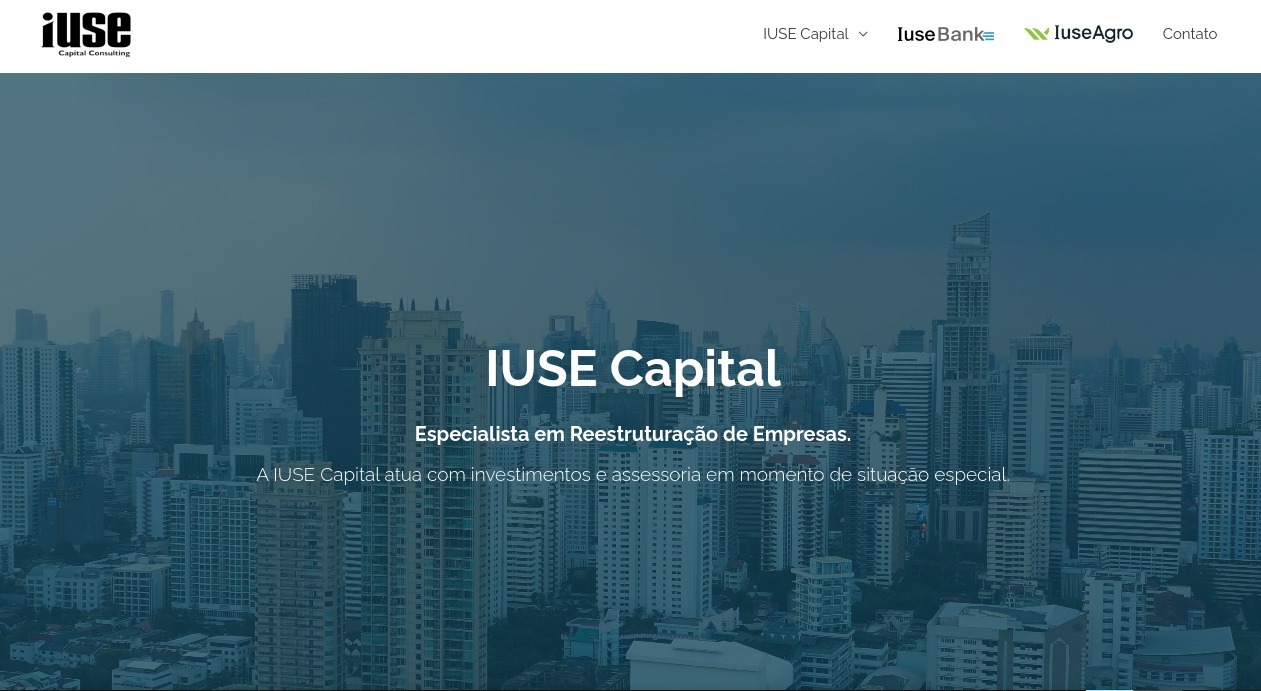 iuse
Capital Consulting
IUSE Capital
IuseBank
IuseAgro
Contato
IUSE Capital
Especialista em Reestruturação de Empresas.
A IUSE Capital atua com investimentos e assessoria em momento de situação especial.